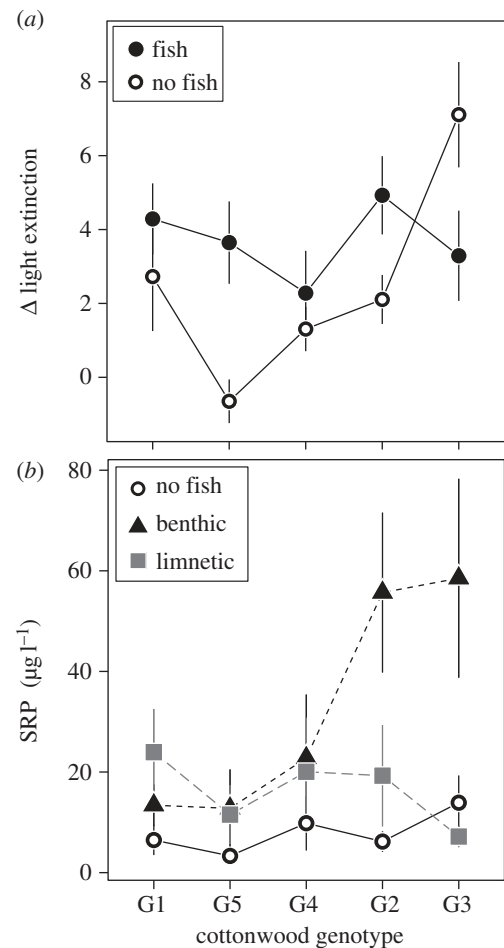 (a)
fish
no fish
8
6
4
2
0
Δ light extinction
(b)
80
60
40
20
0
SRP (µg l⁻¹)
no fish
benthic
limnetic
G1 G5 G4 G2 G3
cottonwood genotype